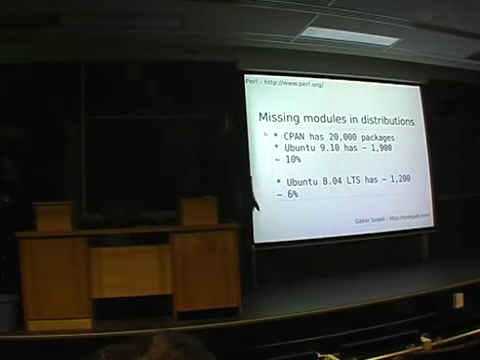 Perl - http://www.perl.org/
Missing modules in distributions
* CPAN has 20,000 packages
* Ubuntu 9.10 has ~ 1,900
~ 10%
* Ubuntu 8.04 LTS has ~ 1,200
~ 6%
Gábor Szabó - http://szabgab.com/